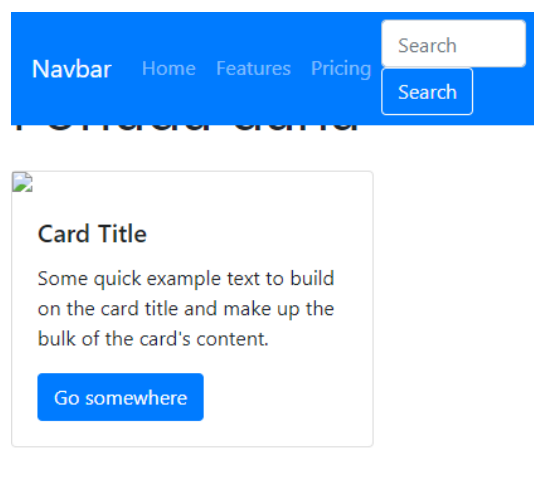 Navbar Home Features Pricing Search
Search
Card Title
Some quick example text to build
on the card title and make up the
bulk of the card's content.
Go somewhere